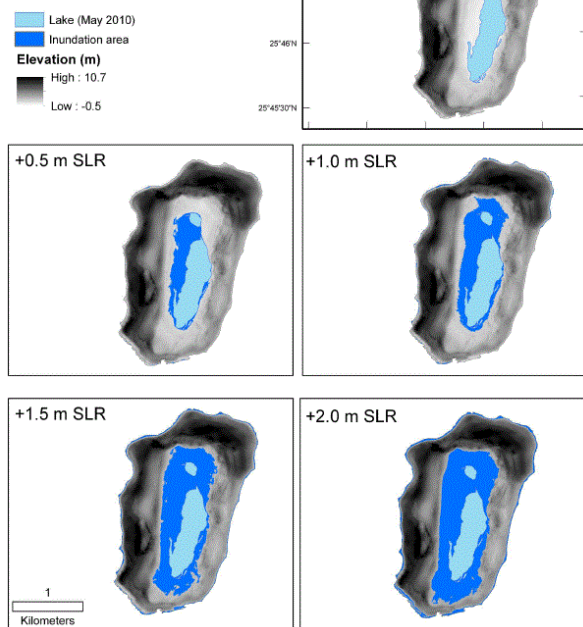 Lake (May 2010)
Inundation area
Elevation (m)
High : 10.7
Low : -0.5
25°46'N
25°45'30"N
+0.5 m SLR
+1.0 m SLR
+1.5 m SLR
+2.0 m SLR
1
Kilometers